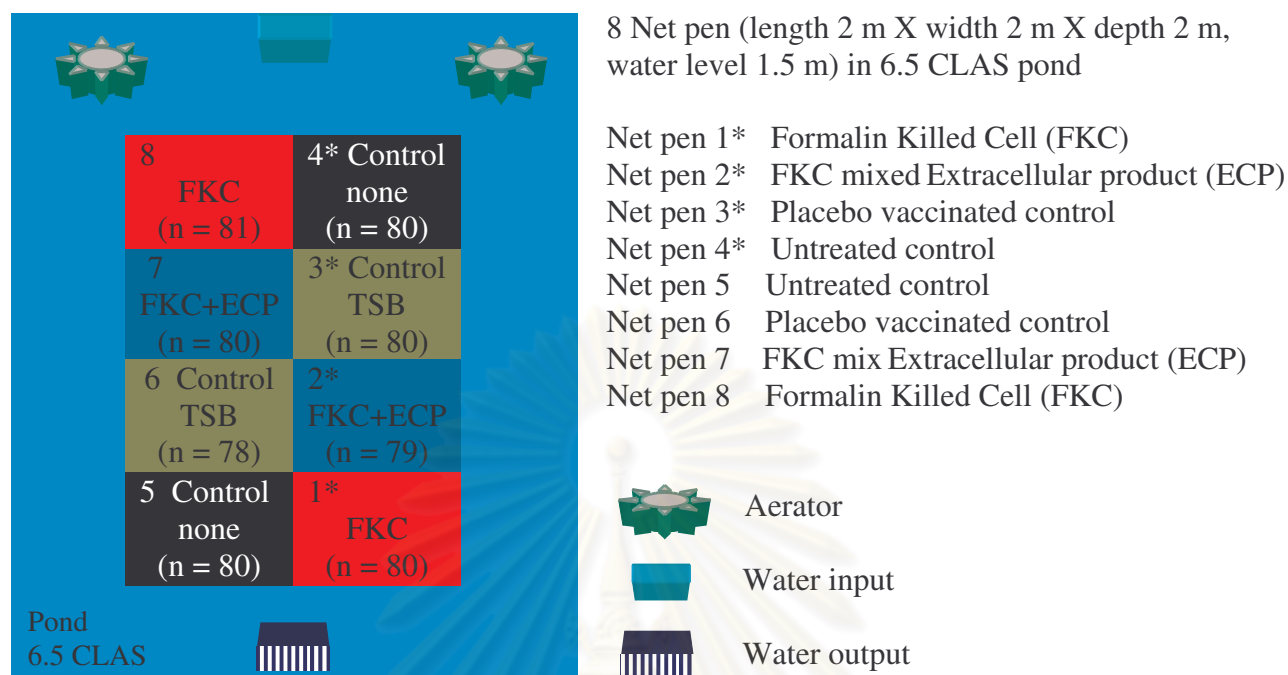 8
FKC
(n = 81)
4* Control
none
(n = 80)
7
FKC+ECP
(n = 80)
3* Control
TSB
(n = 80)
6 Control
TSB
(n = 78)
2*
FKC+ECP
(n = 79)
5 Control
none
(n = 80)
1*
FKC
(n = 80)
Pond
6.5 CLAS
8 Net pen (length 2 m X width 2 m X depth 2 m,
water level 1.5 m) in 6.5 CLAS pond
Net pen 1* Formalin Killed Cell (FKC)
Net pen 2* FKC mixed Extracellular product (ECP)
Net pen 3* Placebo vaccinated control
Net pen 4* Untreated control
Net pen 5 Untreated control
Net pen 6 Placebo vaccinated control
Net pen 7 FKC mix Extracellular product (ECP)
Net pen 8 Formalin Killed Cell (FKC)
Aerator
Water input
Water output